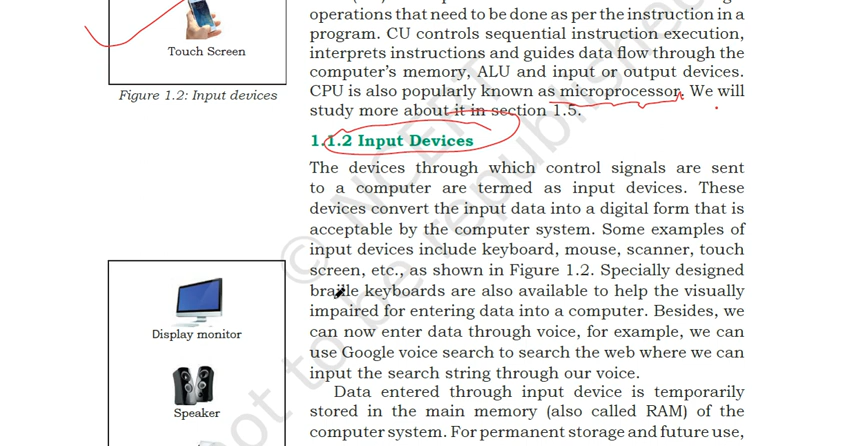 operations that need to be done as per the instruction in a
program. CU controls sequential instruction execution,
interprets instructions and guides data flow through the
computer's memory, ALU and input or output devices.
CPU is also popularly known as microprocessor. We will
study more about it in section 1.5.
Touch Screen
Figure 1.2: Input devices
1.1.2 Input Devices
The devices through which control signals are sent
to a computer are termed as input devices. These
devices convert the input data into a digital form that is
acceptable by the computer system. Some examples of
input devices include keyboard, mouse, scanner, touch
screen, etc., as shown in Figure 1.2. Specially designed
braille keyboards are also available to help the visually
impaired for entering data into a computer. Besides, we
can now enter data through voice, for example, we can
use Google voice search to search the web where we can
input the search string through our voice.
Data entered through input device is temporarily
stored in the main memory (also called RAM) of the
computer system. For permanent storage and future use,
Display monitor
Speaker
© NCERT
not to be republished